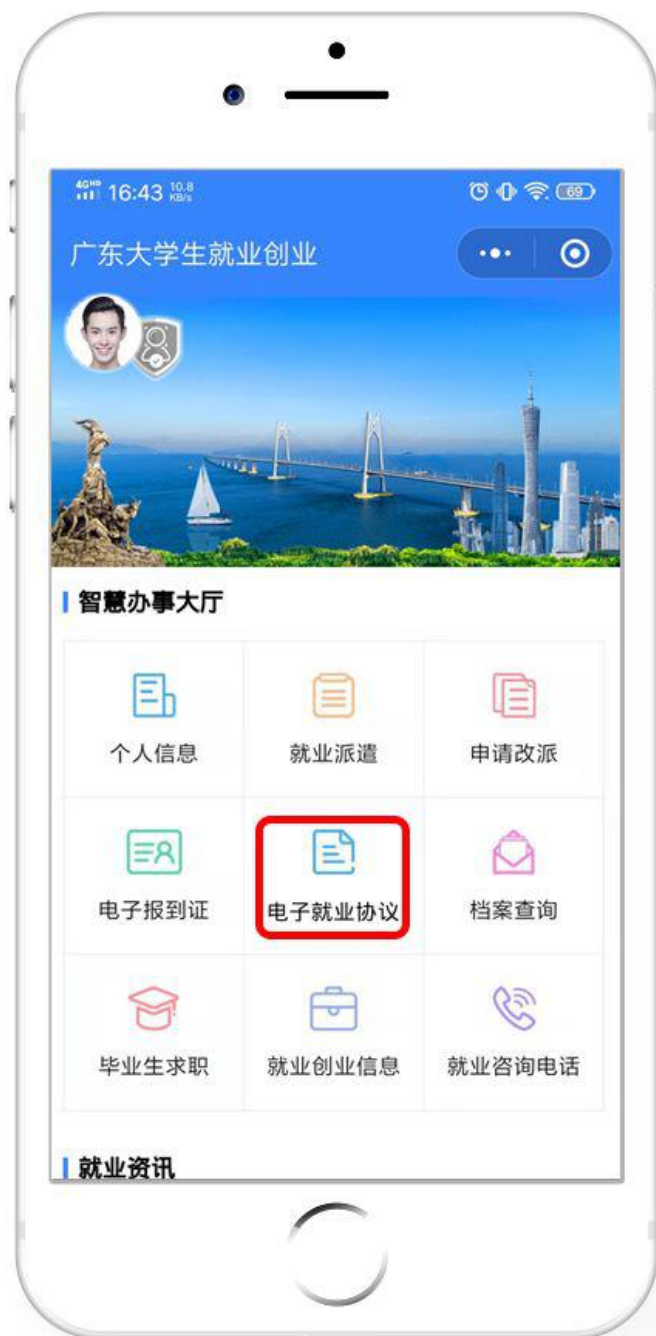 4G HD 16:43 10.8 KB/s 69
广东大学生就业创业
智慧办事大厅
个人信息 就业派遣 申请改派
电子报到证 电子就业协议 档案查询
毕业生求职 就业创业信息 就业咨询电话
就业资讯